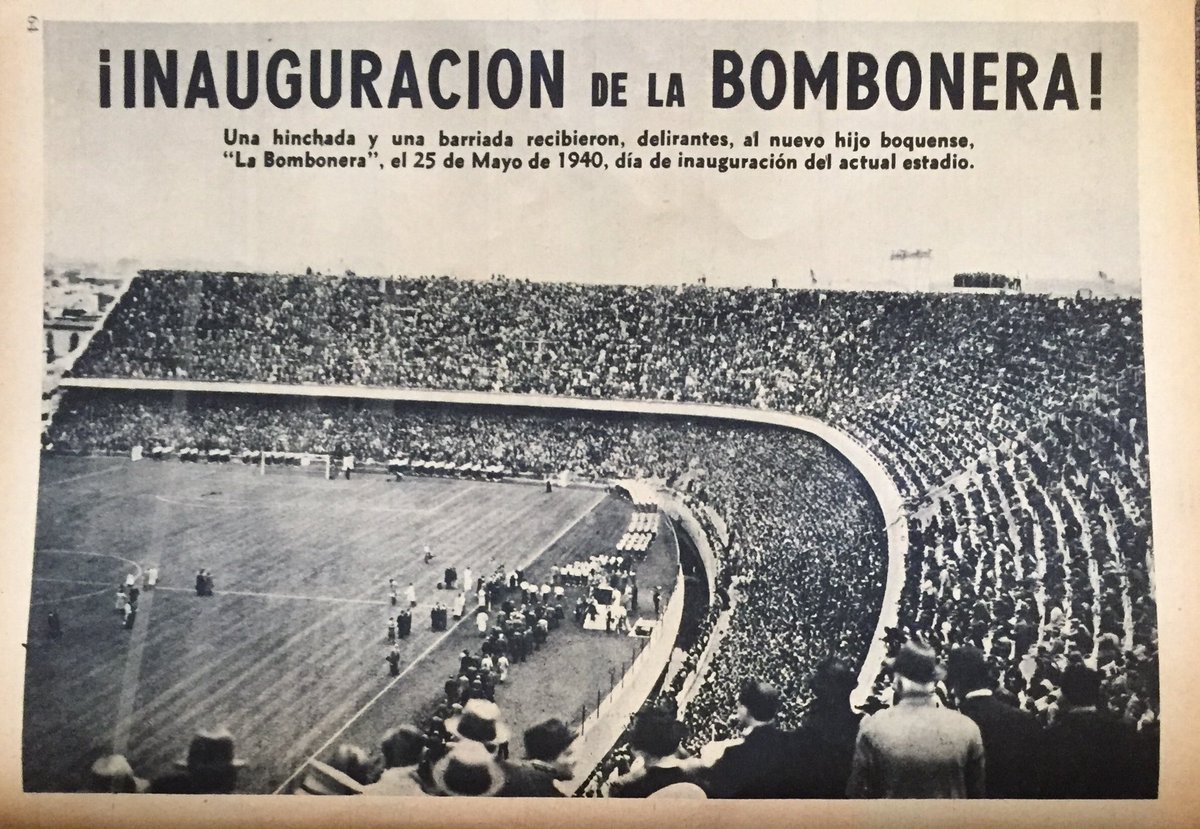 64
¡INAUGURACION DE LA BOMBONERA!
Una hinchada y una barriada recibieron, delirantes, al nuevo hijo boquense,
"La Bombonera", el 25 de Mayo de 1940, día de inauguración del actual estadio.